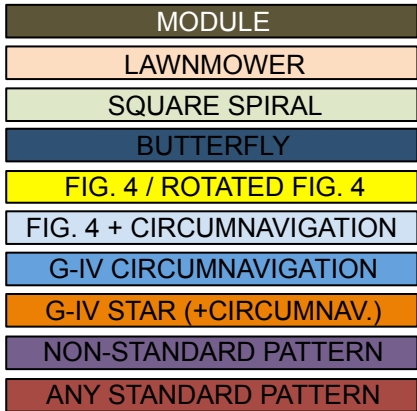 MODULE
LAWNMOWER
SQUARE SPIRAL
BUTTERFLY
FIG. 4 / ROTATED FIG. 4
FIG. 4 + CIRCUMNAVIGATION
G-IV CIRCUMNAVIGATION
G-IV STAR (+CIRCUMNAV.)
NON-STANDARD PATTERN
ANY STANDARD PATTERN